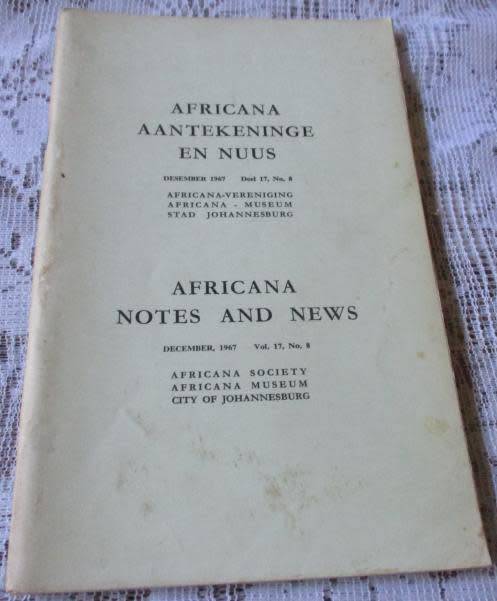 AFRICANA
AANTEKENINGE
EN NUUS
DESEMBER 1967 Deel 17, No. 8
AFRICANA-VERENIGING
AFRICANA - MUSEUM
STAD JOHANNESBURG
AFRICANA
NOTES AND NEWS
DECEMBER, 1967 Vol. 17, No. 8
AFRICANA SOCIETY
AFRICANA MUSEUM
CITY OF JOHANNESBURG